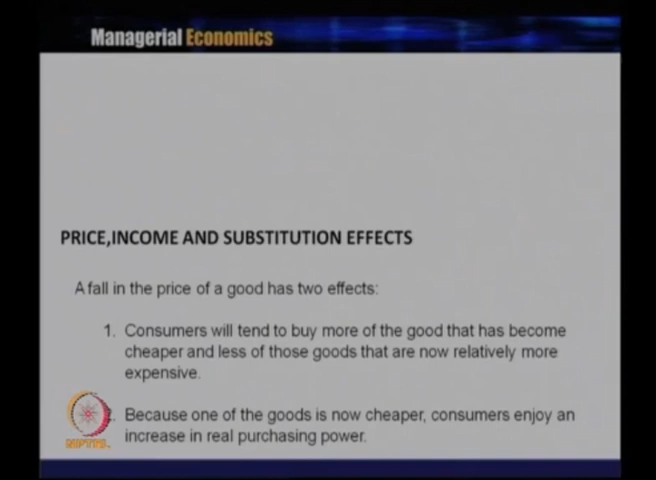 Managerial Economics
PRICE,INCOME AND SUBSTITUTION EFFECTS
A fall in the price of a good has two effects:
1. Consumers will tend to buy more of the good that has become
cheaper and less of those goods that are now relatively more
expensive.
Because one of the goods is now cheaper, consumers enjoy an
increase in real purchasing power.
NPTEL